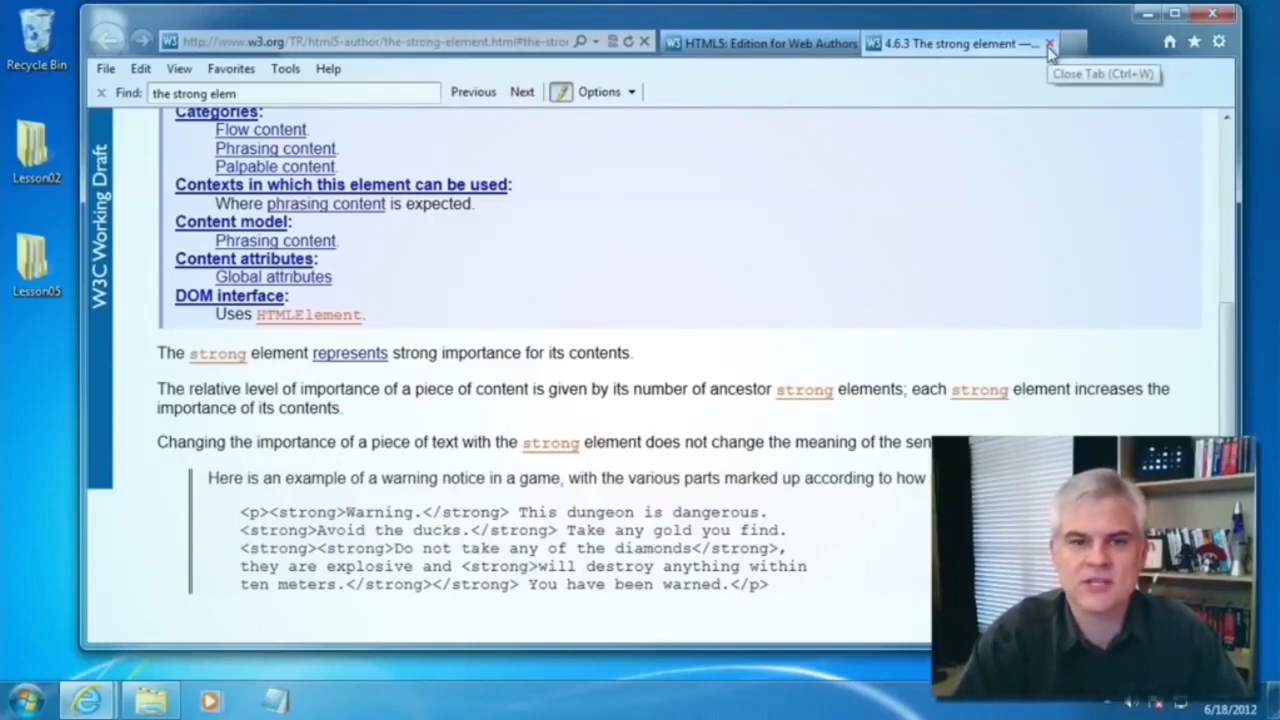 Recycle Bin
Lesson02
Lesson05
http://www.w3.org/TR/html5-author/the-strong-element.html#the-stro
HTML5: Edition for Web Authors
4.6.3 The strong element —...
Close Tab (Ctrl+W)
File Edit View Favorites Tools Help
x Find: the strong elem Previous Next Options
W3C Working Draft
Categories:
Flow content.
Phrasing content.
Palpable content.
Contexts in which this element can be used:
Where phrasing content is expected.
Content model:
Phrasing content.
Content attributes:
Global attributes
DOM interface:
Uses HTMLElement.
The strong element represents strong importance for its contents.
The relative level of importance of a piece of content is given by its number of ancestor strong elements; each strong element increases the
importance of its contents.
Changing the importance of a piece of text with the strong element does not change the meaning of the sen
Here is an example of a warning notice in a game, with the various parts marked up according to how
<p><strong>Warning.</strong> This dungeon is dangerous.
<strong>Avoid the ducks.</strong> Take any gold you find.
<strong><strong>Do not take any of the diamonds</strong>,
they are explosive and <strong>will destroy anything within
ten meters.</strong></strong> You have been warned.</p>
6/18/2012